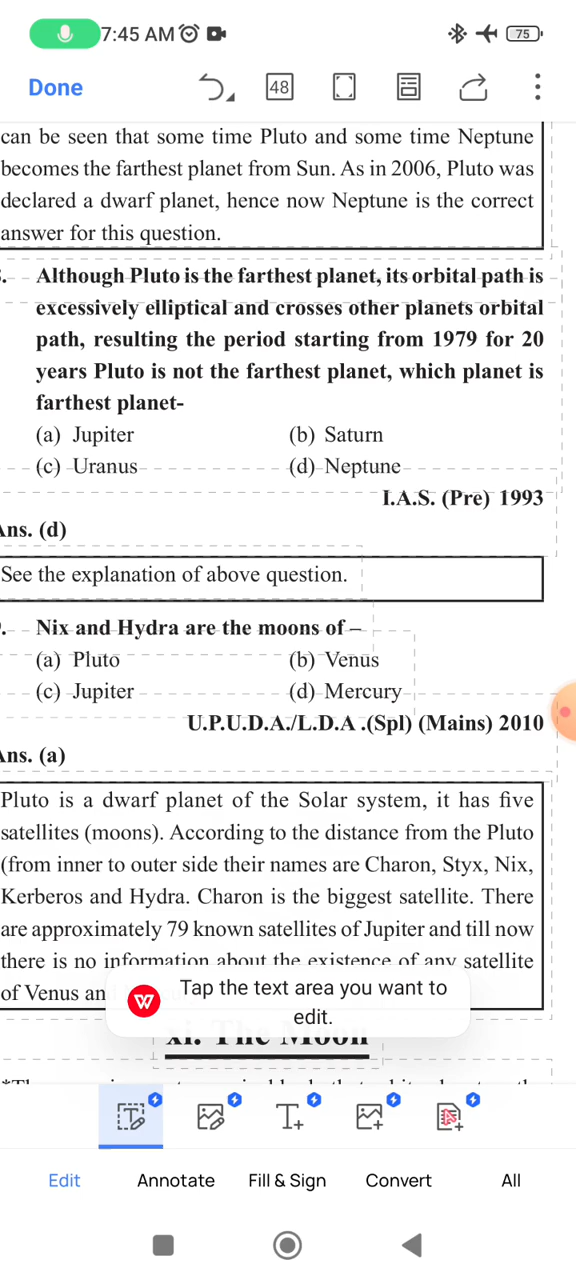 7:45 AM
75
Done
48
can be seen that some time Pluto and some time Neptune
becomes the farthest planet from Sun. As in 2006, Pluto was
declared a dwarf planet, hence now Neptune is the correct
answer for this question.
Although Pluto is the farthest planet, its orbital path is
excessively elliptical and crosses other planets orbital
path, resulting the period starting from 1979 for 20
years Pluto is not the farthest planet, which planet is
farthest planet-
(a) Jupiter (b) Saturn
(c) Uranus (d) Neptune
I.A.S. (Pre) 1993
Ans. (d)
See the explanation of above question.
Nix and Hydra are the moons of –
(a) Pluto (b) Venus
(c) Jupiter (d) Mercury
U.P.U.D.A./L.D.A .(Spl) (Mains) 2010
Ans. (a)
Pluto is a dwarf planet of the Solar system, it has five
satellites (moons). According to the distance from the Pluto
(from inner to outer side their names are Charon, Styx, Nix,
Kerberos and Hydra. Charon is the biggest satellite. There
are approximately 79 known satellites of Jupiter and till now
there is no information about the existence of any satellite
of Venus
Tap the text area you want to
edit.
xi. The Moon
Edit Annotate Fill & Sign Convert All